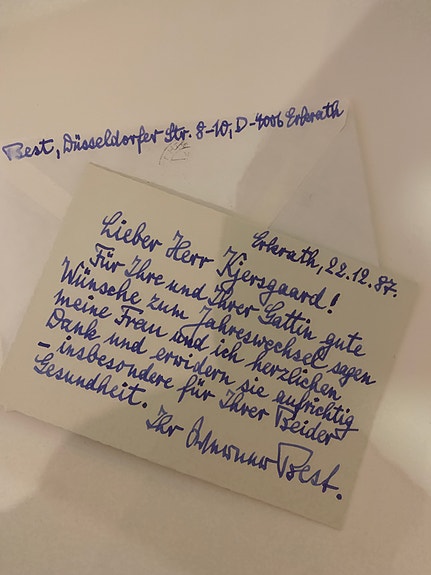 Best, Düsseldorfer Str. 8-10, D-4006 Erkrath
Erkrath, 22.12.87.
Lieber Herr Kjersgaard!
Für Ihre und Ihrer Gattin gute
Wünsche zum Jahreswechsel sagen
meine Frau und ich herzlichen
Dank und erwidern sie aufrichtig
– insbesondere für Ihrer Beider
Gesundheit.
Ihr Werner Best.